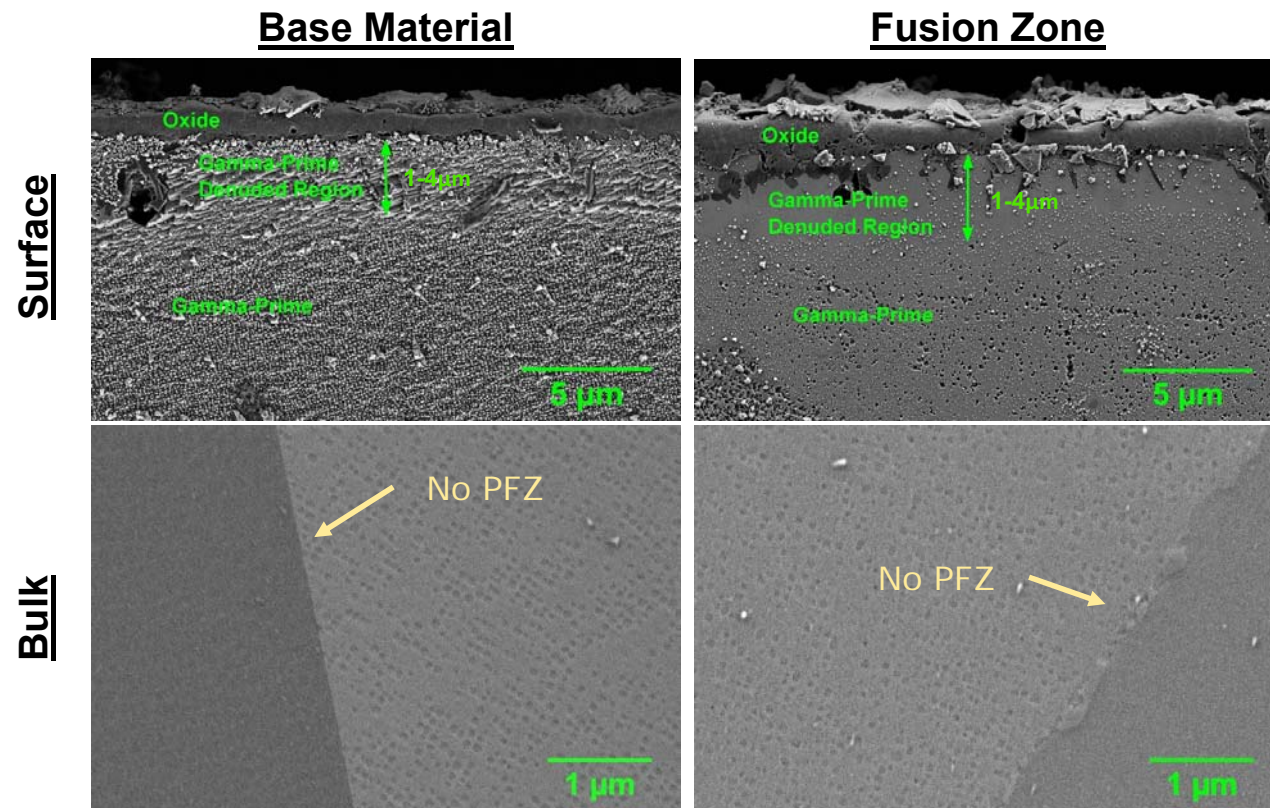 Base Material
Fusion Zone
Surface
Oxide
Gamma-Prime
Denuded Region
1-4µm
Gamma-Prime
5 µm
Oxide
Gamma-Prime
Denuded Region
1-4µm
Gamma-Prime
5 µm
Bulk
No PFZ
1 µm
No PFZ
1 µm